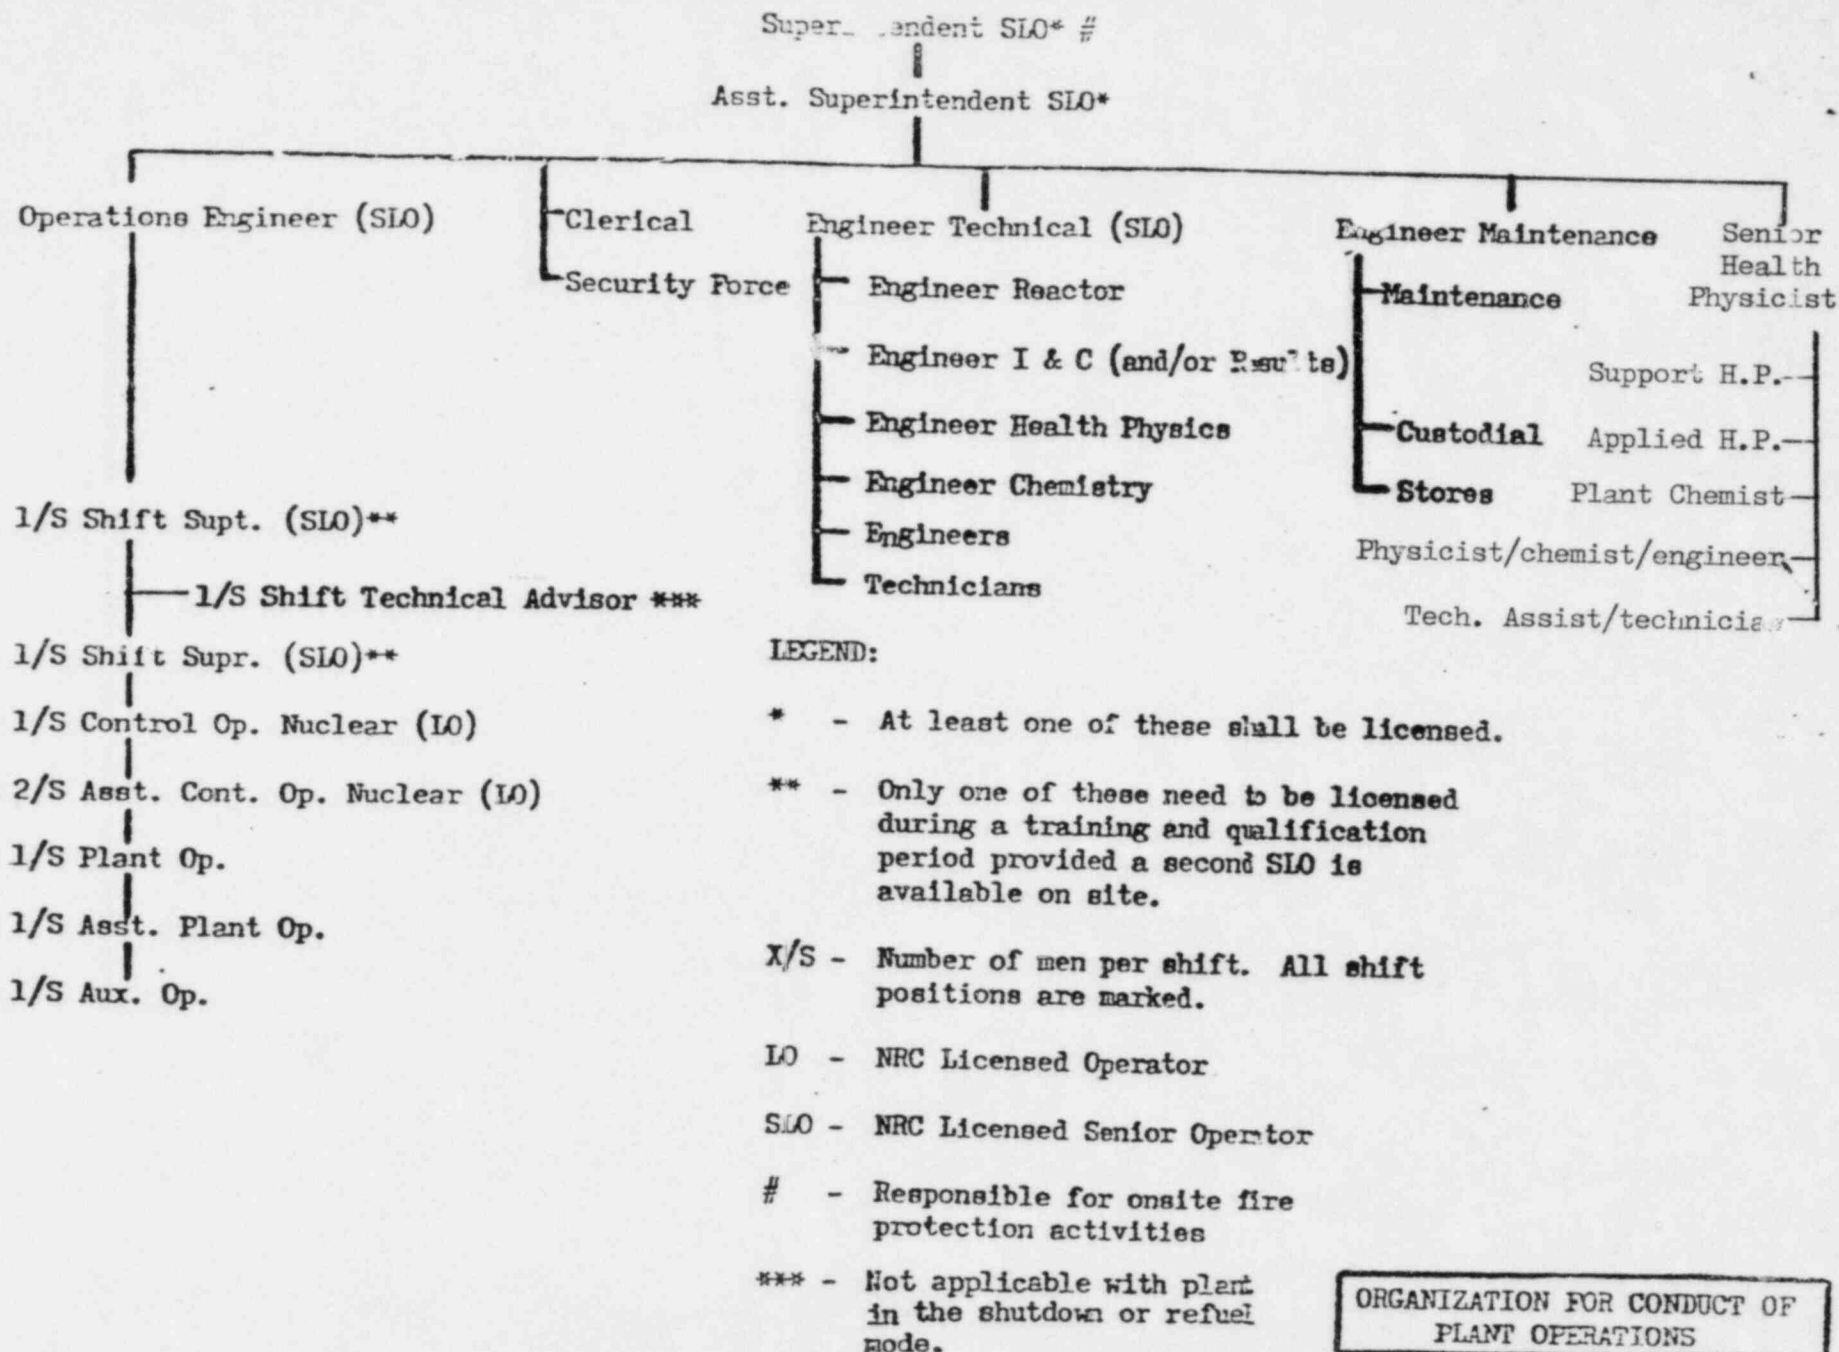 SLO* #
Asst. Superintendent SLO*
Operations Engineer (SLO)
Clerical
Security Force
Engineer Technical (SLO)
Engineer Reactor
Engineer I & C (and/or Results)
Engineer Health Physics
Engineer Chemistry
Engineers
Technicians
Engineer Maintenance
Maintenance
Custodial
Stores
Senior
Health
Physicist
Support H.P.
Applied H.P.
Plant Chemist
Physicist/chemist/engineer
Tech. Assist/technician
1/S Shift Supt. (SLO)**
1/S Shift Technical Advisor ***
1/S Shift Supr. (SLO)**
1/S Control Op. Nuclear (LO)
2/S Asst. Cont. Op. Nuclear (LO)
1/S Plant Op.
1/S Asst. Plant Op.
1/S Aux. Op.
LEGEND:
* - At least one of these shall be licensed.
** - Only one of these need to be licensed
during a training and qualification
period provided a second SLO is
available on site.
X/S - Number of men per shift. All shift
positions are marked.
LO - NRC Licensed Operator
SLO - NRC Licensed Senior Operator
# - Responsible for onsite fire
protection activities
*** - Not applicable with plant
in the shutdown or refuel
mode.
ORGANIZATION FOR CONDUCT OF
PLANT OPERATIONS